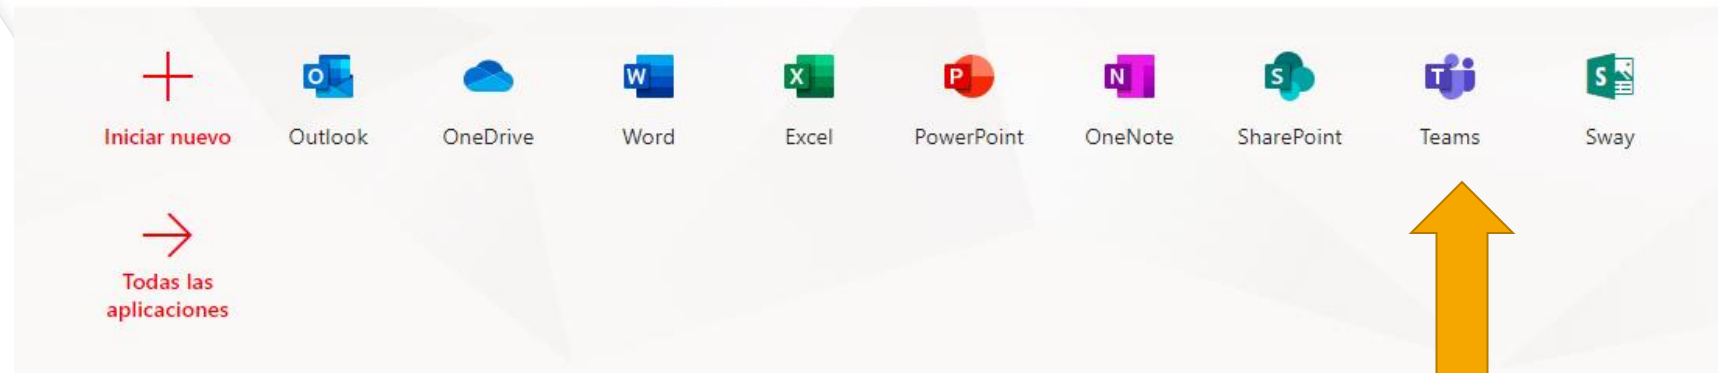 Iniciar nuevo
Outlook
OneDrive
Word
Excel
PowerPoint
OneNote
SharePoint
Teams
Sway
Todas las
aplicaciones